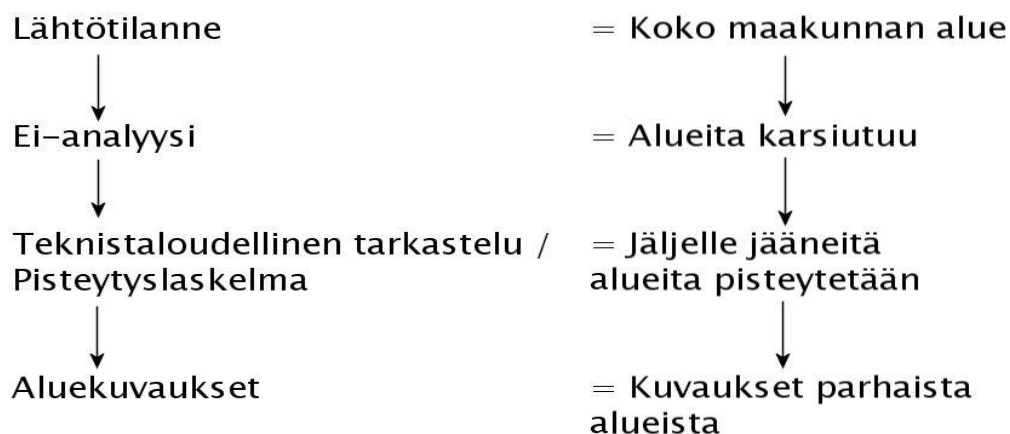 Lähtötilanne = Koko maakunnan alue
Ei-analyysi = Alueita karsiutuu
Teknistaloudellinen tarkastelu / = Jäljelle jääneitä
Pisteytyslaskelma alueita pisteytetään
Aluekuvaukset = Kuvaukset parhaista
alueista